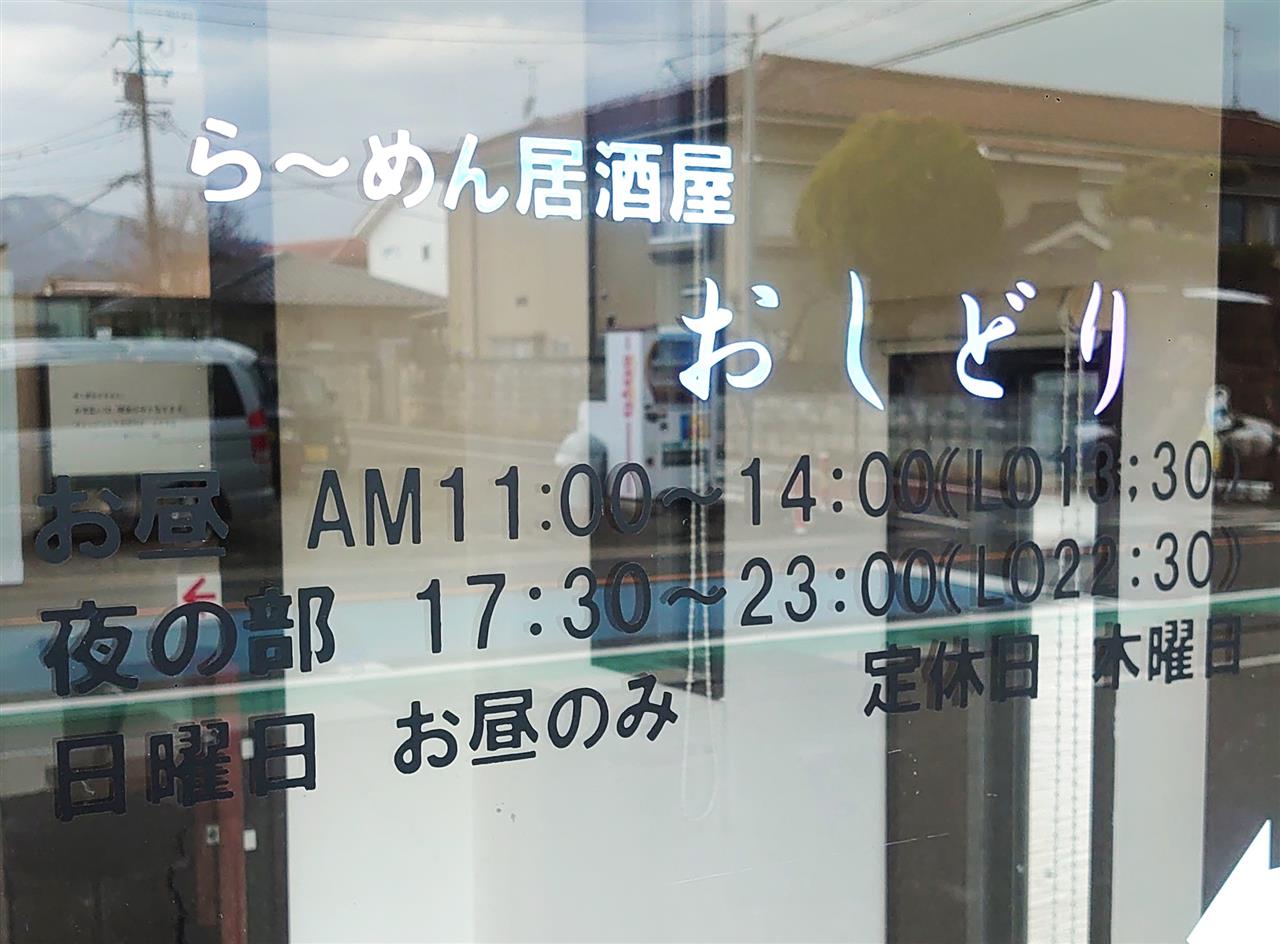 ら〜めん居酒屋
おしどり
お昼 AM11:00〜14:00(LO13;30)
夜の部 17:30〜23:00(LO22:30)
日曜日 お昼のみ 定休日 木曜日